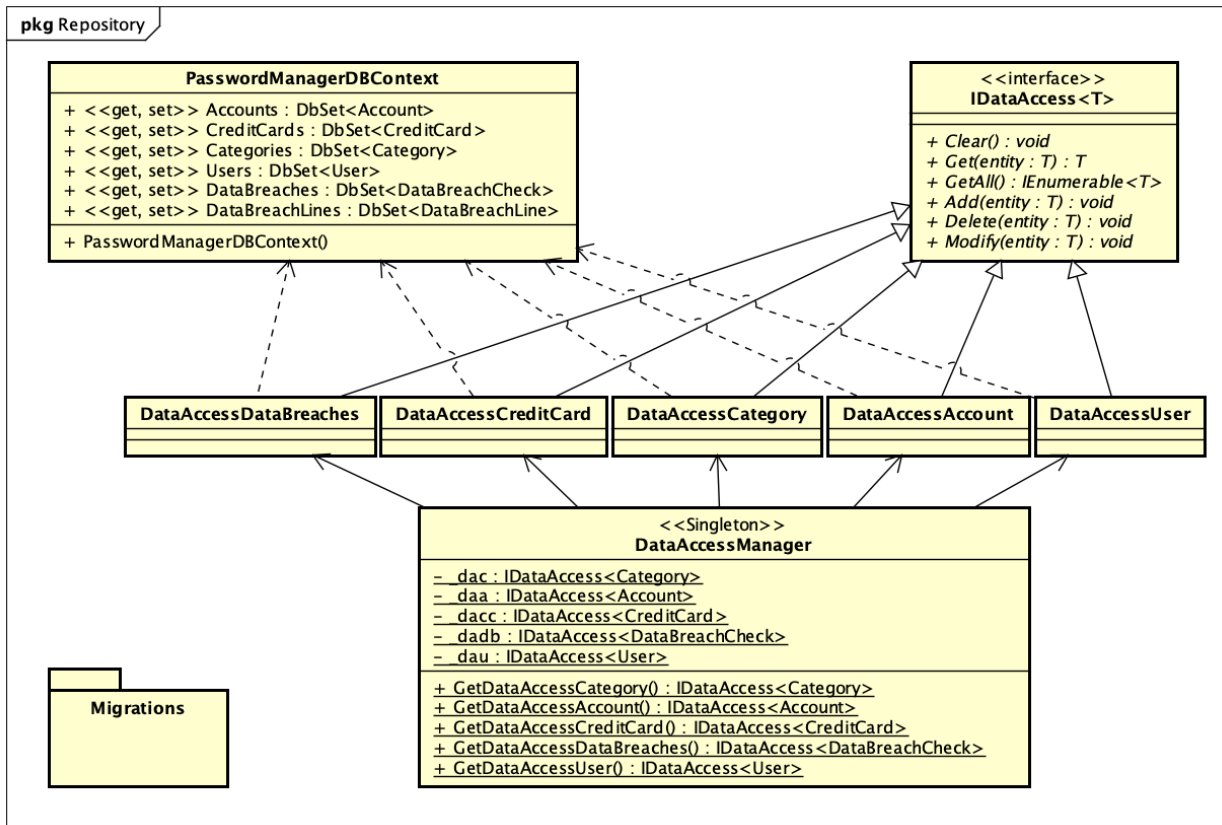 pkg Repository
PasswordManagerDBContext
+ <<get, set>> Accounts : DbSet<Account>
+ <<get, set>> CreditCards : DbSet<CreditCard>
+ <<get, set>> Categories : DbSet<Category>
+ <<get, set>> Users : DbSet<User>
+ <<get, set>> DataBreaches : DbSet<DataBreachCheck>
+ <<get, set>> DataBreachLines : DbSet<DataBreachLine>
+ PasswordManagerDBContext()
<<interface>>
IDataAccess<T>
+ Clear() : void
+ Get(entity : T) : T
+ GetAll() : IEnumerable<T>
+ Add(entity : T) : void
+ Delete(entity : T) : void
+ Modify(entity : T) : void
DataAccessDataBreaches
DataAccessCreditCard
DataAccessCategory
DataAccessAccount
DataAccessUser
<<Singleton>>
DataAccessManager
- _dac : IDataAccess<Category>
- _daa : IDataAccess<Account>
- _dacc : IDataAccess<CreditCard>
- _dadb : IDataAccess<DataBreachCheck>
- _dau : IDataAccess<User>
+ GetDataAccessCategory() : IDataAccess<Category>
+ GetDataAccessAccount() : IDataAccess<Account>
+ GetDataAccessCreditCard() : IDataAccess<CreditCard>
+ GetDataAccessDataBreaches() : IDataAccess<DataBreachCheck>
+ GetDataAccessUser() : IDataAccess<User>
Migrations